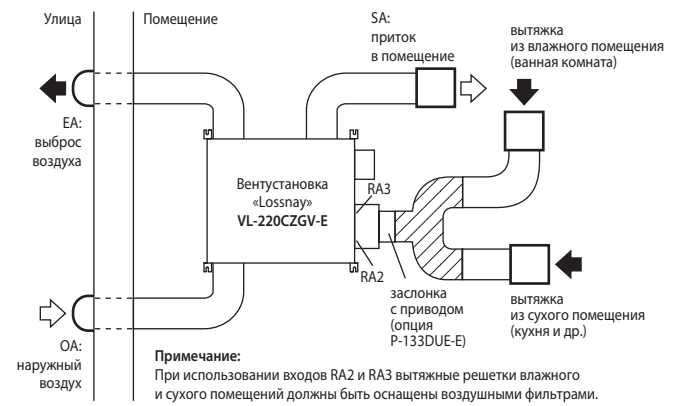 Улица
Помещение
SA:
приток
в помещение
вытяжка
из влажного помещения
(ванная комната)
EA:
выброс
воздуха
Вентустановка
«Lossnay»
VL-220CZGV-E
RA3
RA2
заслонка
с приводом
(опция
P-133DUE-E)
вытяжка
из сухого помещения
(кухня и др.)
OA:
наружный
воздух
Примечание:
При использовании входов RA2 и RA3 вытяжные решетки влажного
и сухого помещений должны быть оснащены воздушными фильтрами.